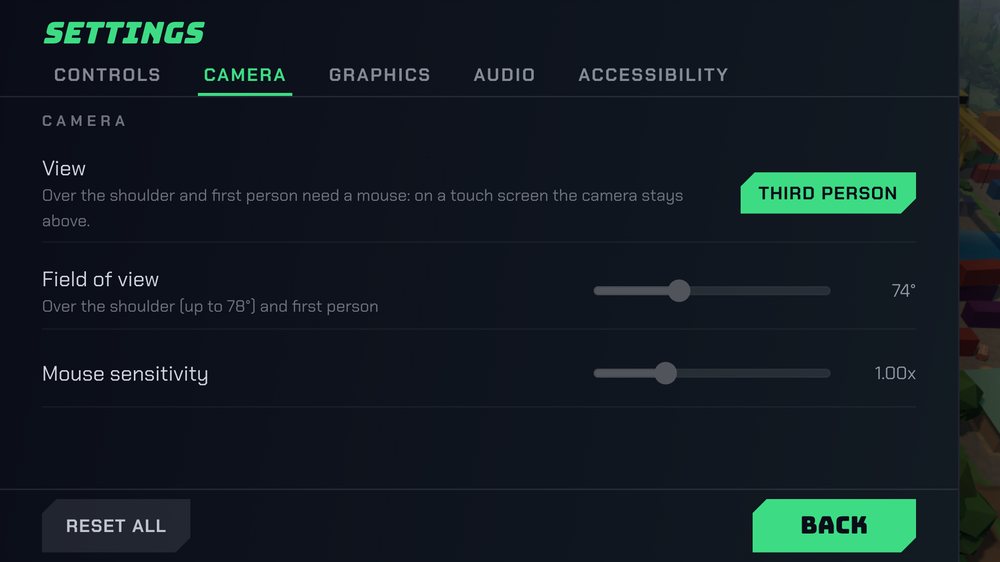 SETTINGS
CONTROLS
CAMERA
GRAPHICS
AUDIO
ACCESSIBILITY
CAMERA
View
Over the shoulder and first person need a mouse: on a touch screen the camera stays
above.
THIRD PERSON
Field of view
Over the shoulder (up to 78°) and first person
74°
Mouse sensitivity
1.00x
RESET ALL
BACK